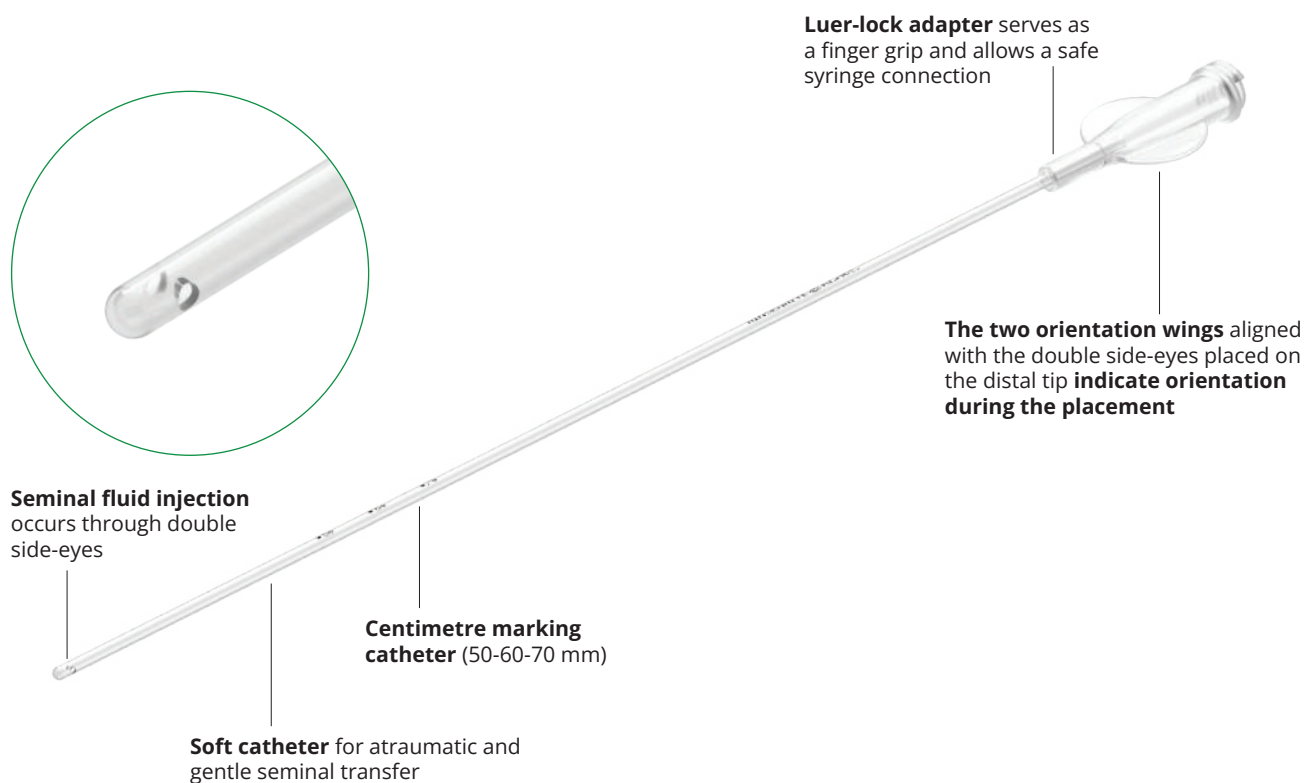 Luer-lock adapter serves as
a finger grip and allows a safe
syringe connection
The two orientation wings aligned
with the double side-eyes placed on
the distal tip indicate orientation
during the placement
Seminal fluid injection
occurs through double
side-eyes
Centimetre marking
catheter (50-60-70 mm)
Soft catheter for atraumatic and
gentle seminal transfer